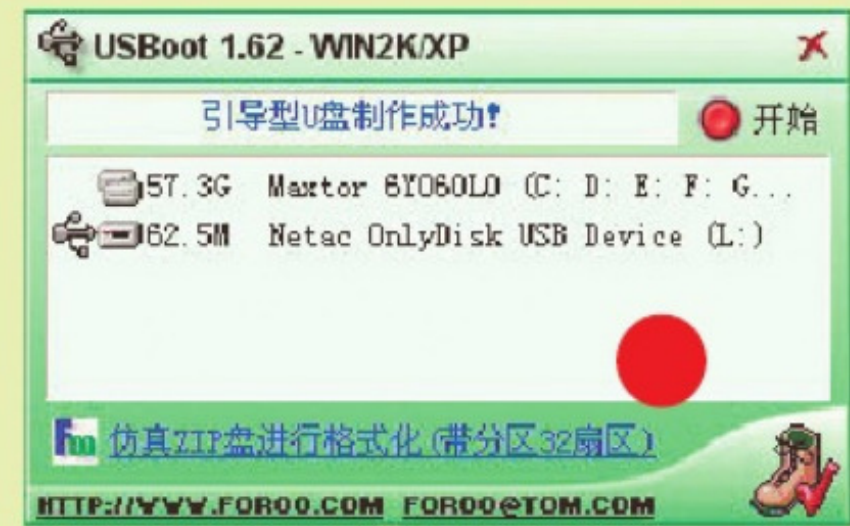 USBoot 1.62 - WIN2K/XP
引导型U盘制作成功!
开始
57.3G Maxtor 6Y060L0 (C: D: E: F: G...
62.5M Netac OnlyDisk USB Device (L:)
Foo 仿真ZIP盘进行格式化(带分区32扇区)
HTTP://WWW.FOROO.COM FOROO@TOM.COM